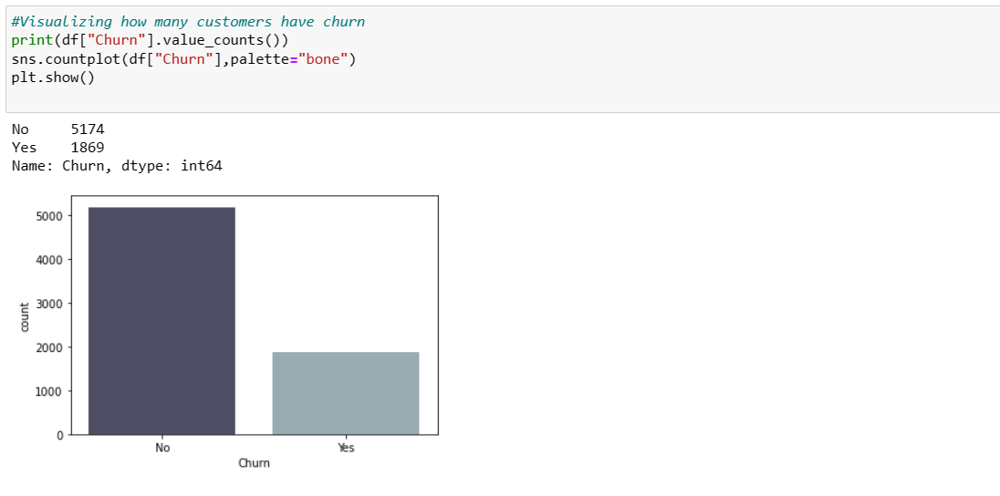 #Visualizing how many customers have churn
print(df["Churn"].value_counts())
sns.countplot(df["Churn"],palette="bone")
plt.show()
No     5174
Yes    1869
Name: Churn, dtype: int64
5000
4000
3000
2000
1000
0
count
No Yes
Churn